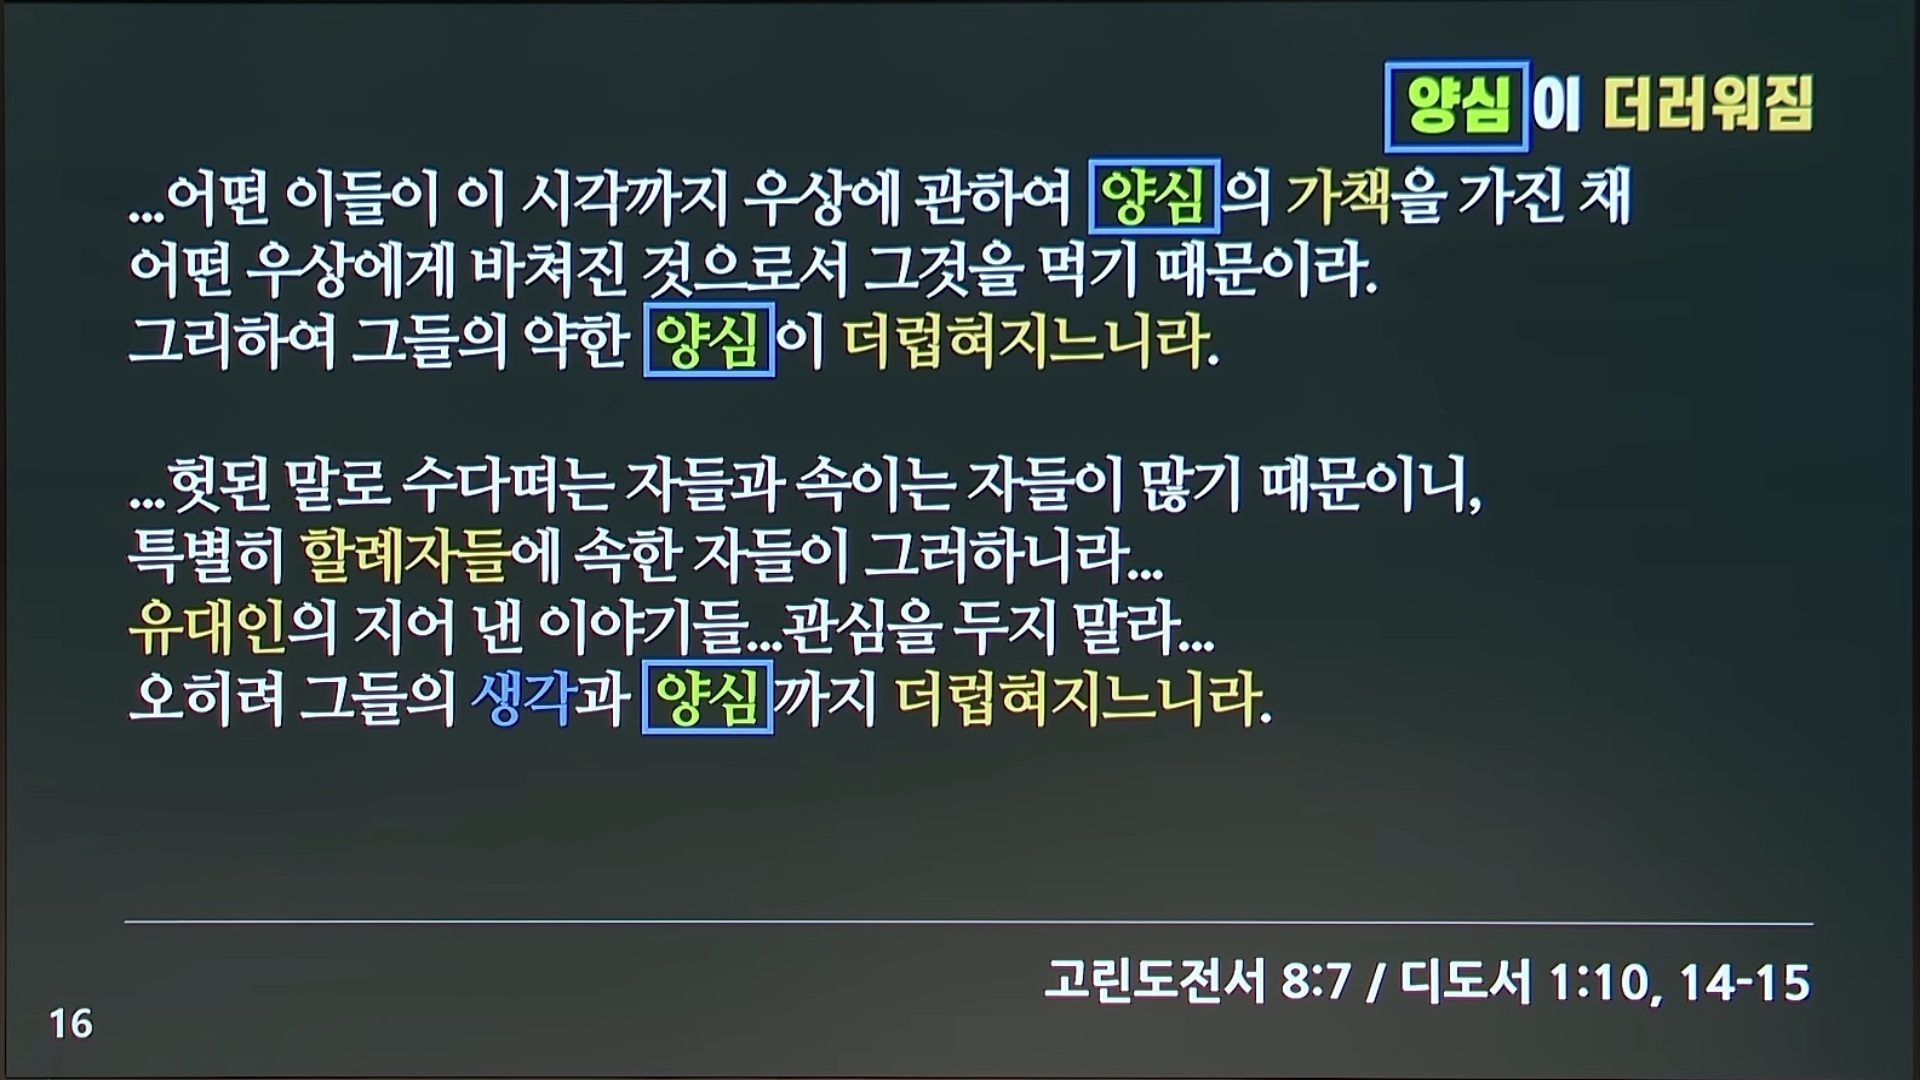 양심이 더러워짐
...어떤 이들이 이 시각까지 우상에 관하여 양심의 가책을 가진 채
어떤 우상에게 바쳐진 것으로서 그것을 먹기 때문이라.
그리하여 그들의 약한 양심이 더럽혀지느니라.
...헛된 말로 수다떠는 자들과 속이는 자들이 많기 때문이니,
특별히 할례자들에 속한 자들이 그러하니라...
유대인의 지어 낸 이야기들...관심을 두지 말라...
오히려 그들의 생각과 양심까지 더럽혀지느니라.
고린도전서 8:7 / 디도서 1:10, 14-15
16